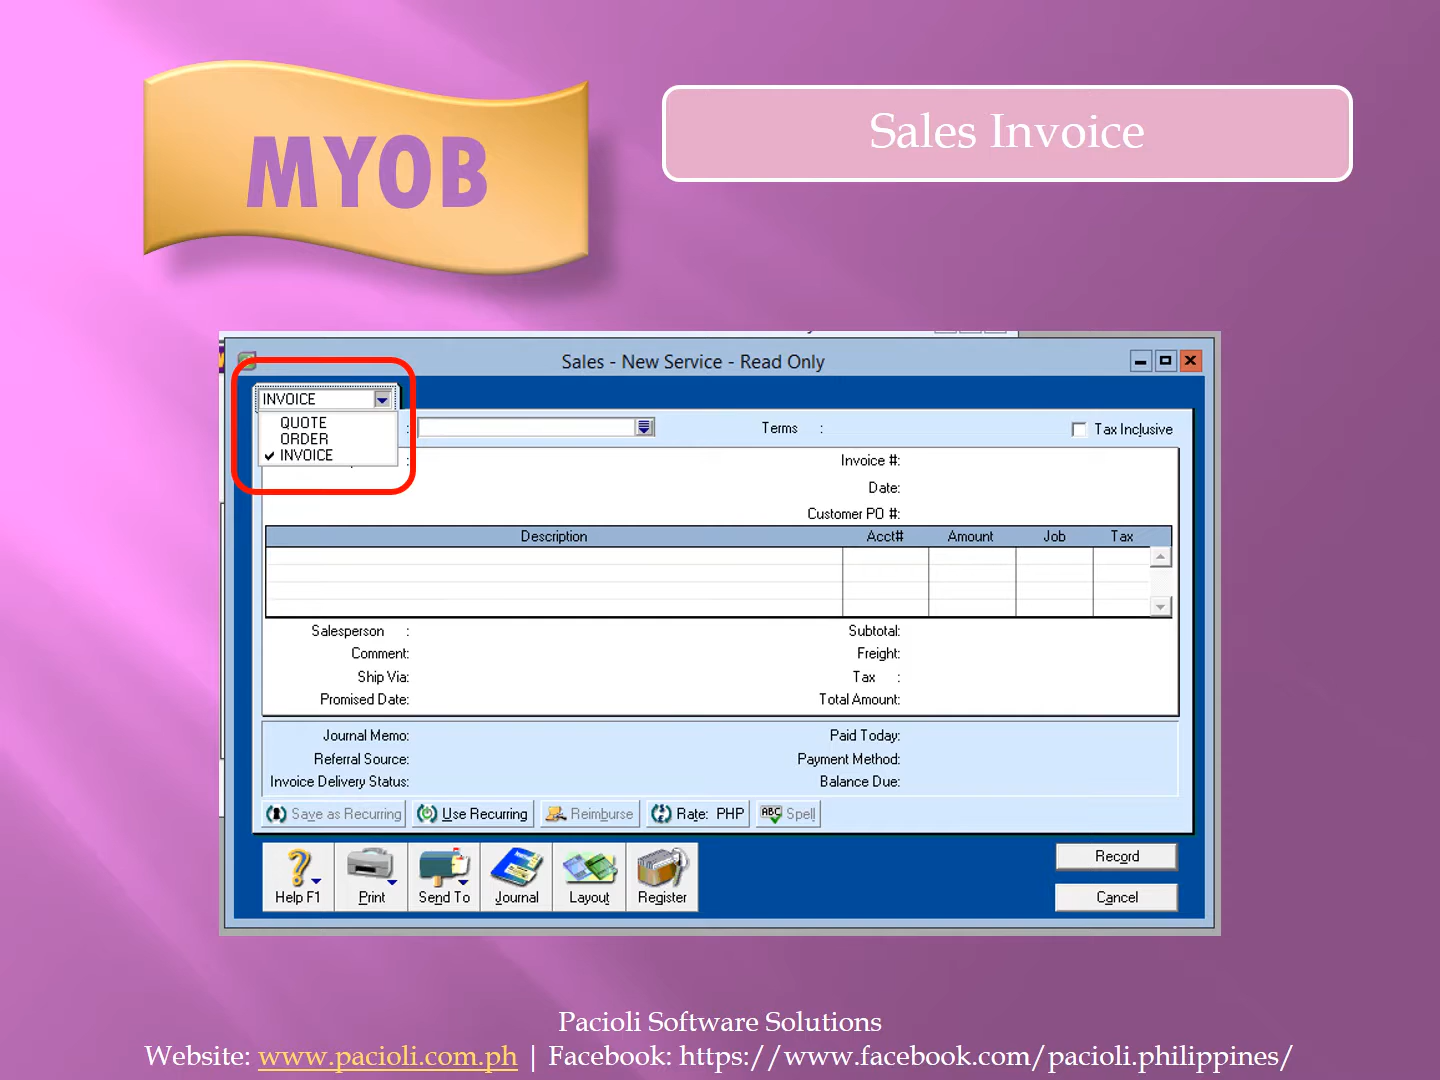 MYOB
Sales Invoice
Sales - New Service - Read Only
INVOICE
QUOTE
ORDER
INVOICE
:
Terms :
Tax Inclusive
:
Invoice #:
Date:
Customer PO #:
Description Acct# Amount Job Tax
Salesperson : Subtotal:
Comment: Freight:
Ship Via: Tax :
Promised Date: Total Amount:
Journal Memo: Paid Today:
Referral Source: Payment Method:
Invoice Delivery Status: Balance Due:
Save as Recurring Use Recurring Reimburse Rate: PHP ABC Spell
Help F1 Print Send To Journal Layout Register
Record
Cancel
Pacioli Software Solutions
Website: www.pacioli.com.ph | Facebook: https://www.facebook.com/pacioli.philippines/